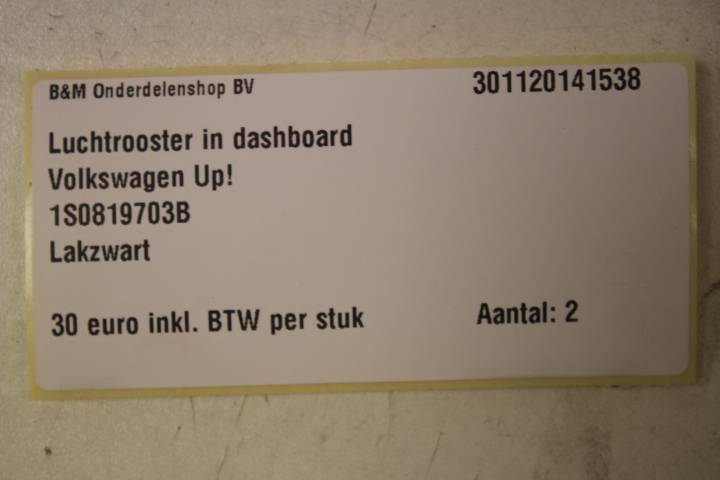 B&M Onderdelenshop BV 301120141538
Luchtrooster in dashboard
Volkswagen Up!
1S0819703B
Lakzwart
30 euro inkl. BTW per stuk Aantal: 2